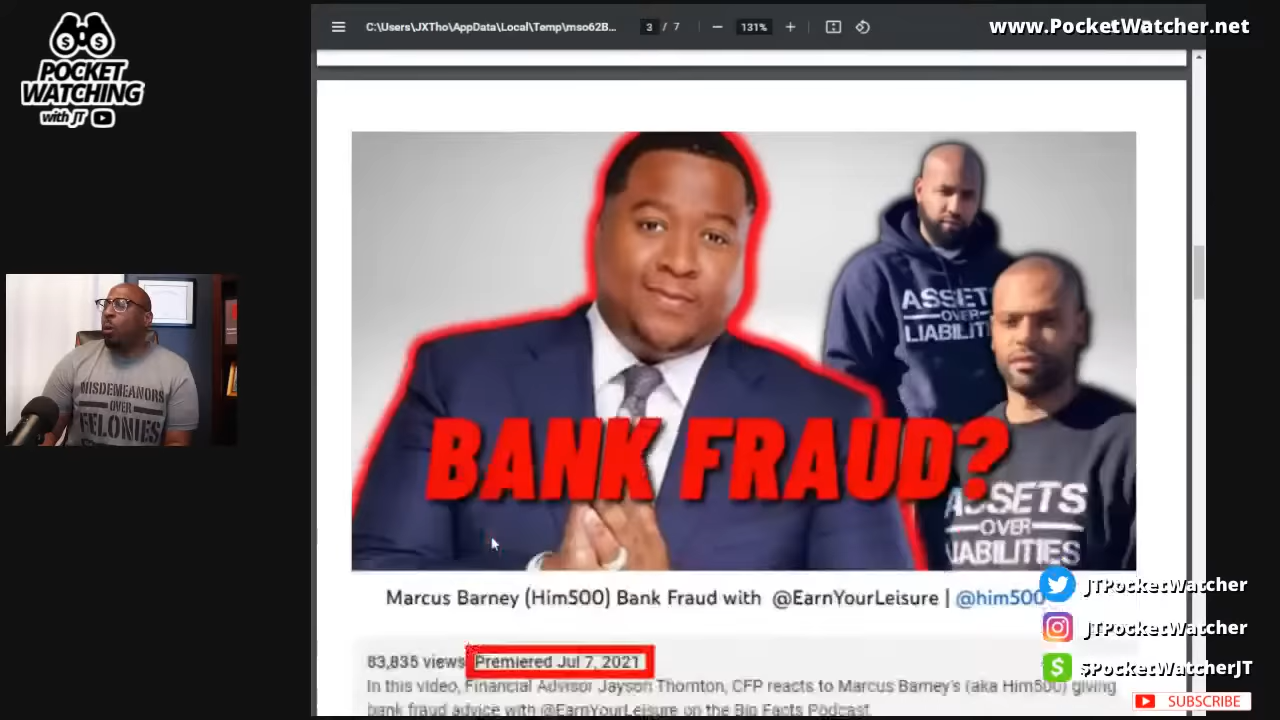 C:\Users\JXTho\AppData\Local\Temp\mso62B...
3 / 7
131%
www.PocketWatcher.net
POCKET
WATCHING
with JT
ASSET
OVER
LIABILIT
ASSETS
OVER
LIABILITIES
BANK FRAUD?
MISDEMEANORS
OVER
FELONIES
Marcus Barney (Him500) Bank Fraud with @EarnYourLeisure | @him500
83,835 views Premiered Jul 7, 2021
In this video, Financial Advisor Jayson Thornton, CFP reacts to Marcus Barney's (aka Him500) giving
bank fraud with @EarnYourLeisure on the Big Facts Podcast.
JTPocketWatcher
JTPocketWatcher
$PocketWatcherJT
SUBSCRIBE